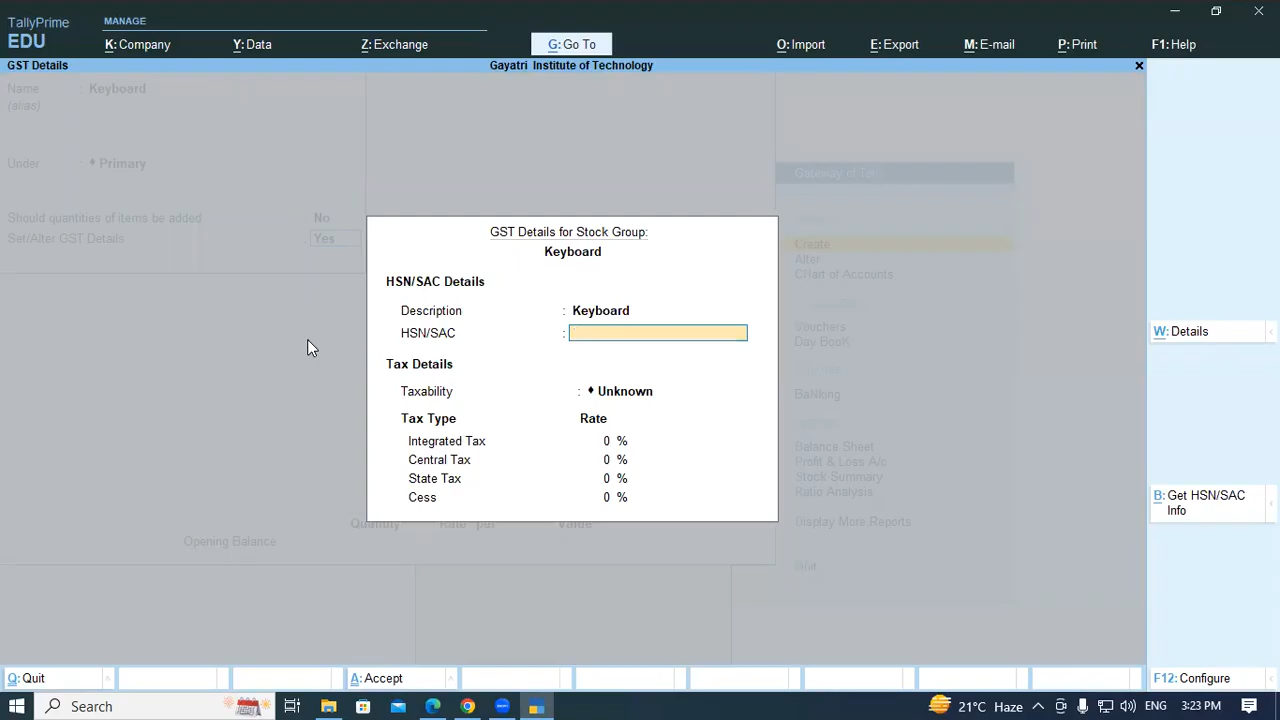 TallyPrime
EDU
MANAGE
K: Company
Y: Data
Z: Exchange
G: Go To
O: Import
E: Export
M: E-mail
P: Print
F1: Help
GST Details
Gayatri Institute of Technology
Name : Keyboard
(alias)
Under : ♦ Primary
Should quantities of items be added No
Set/Alter GST Details : Yes
GST Details for Stock Group:
Keyboard
HSN/SAC Details
Description : Keyboard
HSN/SAC :
Tax Details
Taxability : ♦ Unknown
Tax Type Rate
Integrated Tax 0 %
Central Tax 0 %
State Tax 0 %
Cess 0 %
Quantity Rate per Value
Opening Balance
Create
Alter
CHart of Accounts
Vouchers
Day BooK
BaNking
Balance Sheet
Profit & Loss A/c
Stock Summary
Ratio Analysis
Display More Reports
Quit
W: Details
B: Get HSN/SAC
Info
Q: Quit
A: Accept
F12: Configure
Search
21°C Haze
ENG
3:22 PM